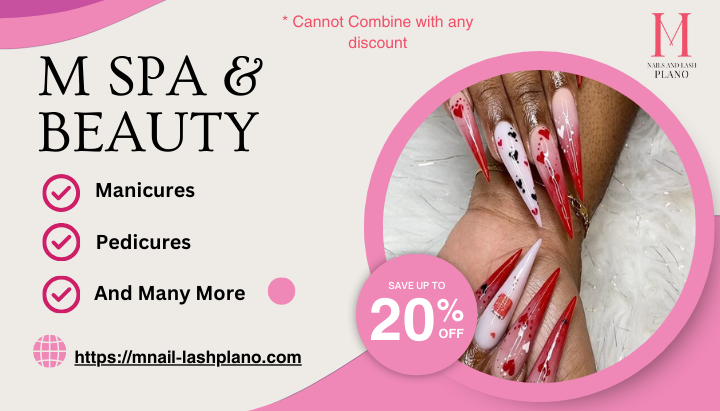 * Cannot Combine with any
discount
M
NAILS AND LASH
PLANO
M SPA &
BEAUTY
Manicures
Pedicures
And Many More
https://mnail-lashplano.com
SAVE UP TO
20%
OFF